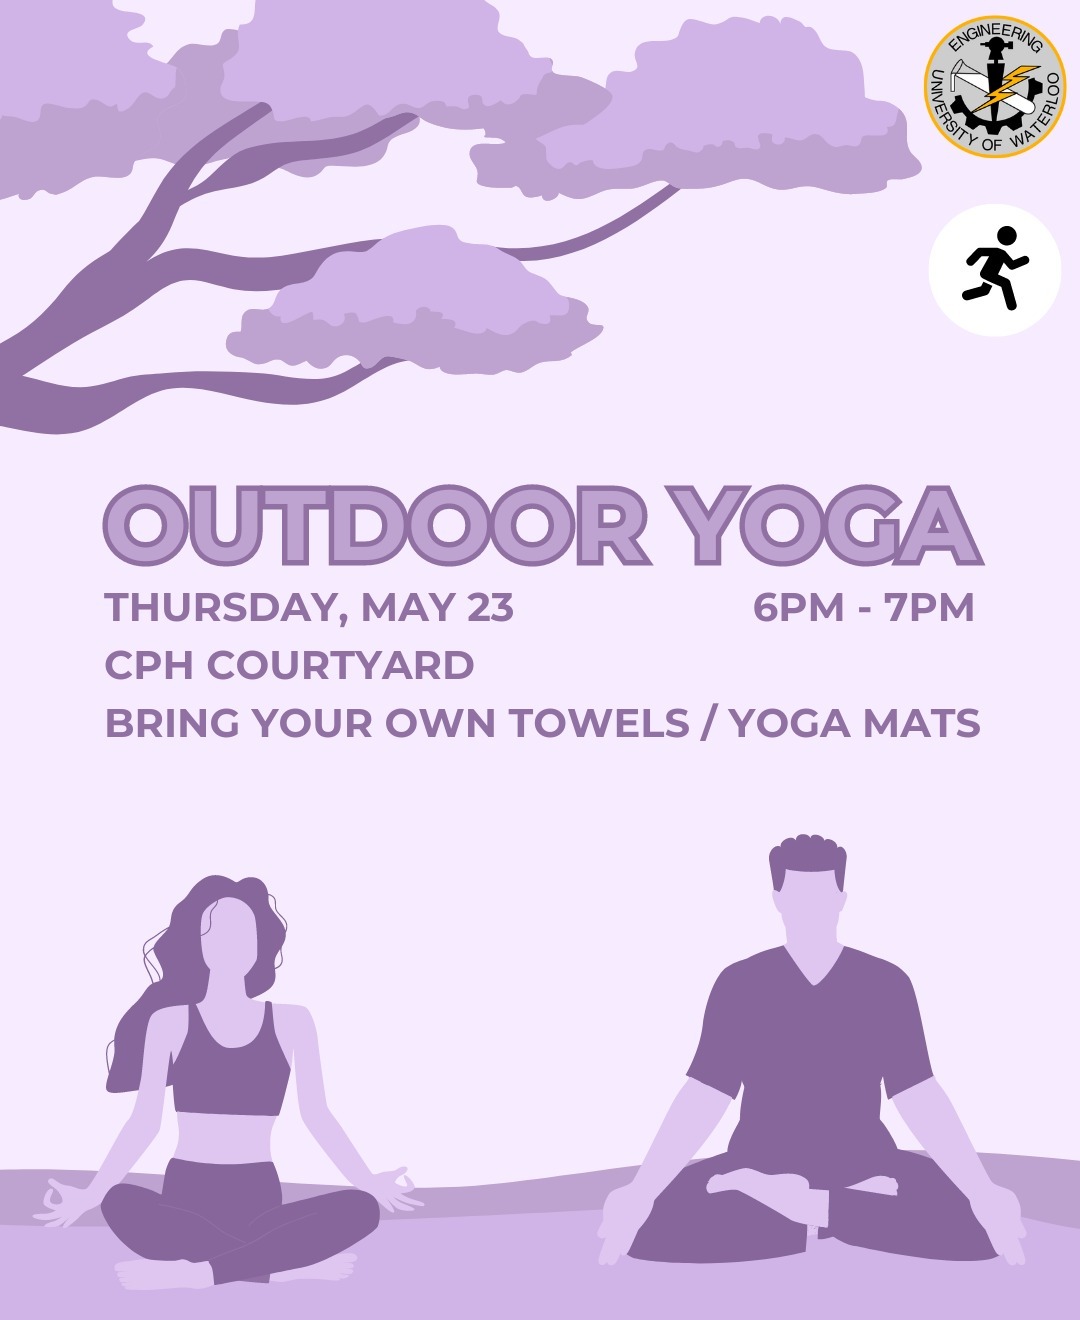 ENGINEERING
UNIVERSITY OF WATERLOO
OUTDOOR YOGA
THURSDAY, MAY 23 6PM - 7PM
CPH COURTYARD
BRING YOUR OWN TOWELS / YOGA MATS